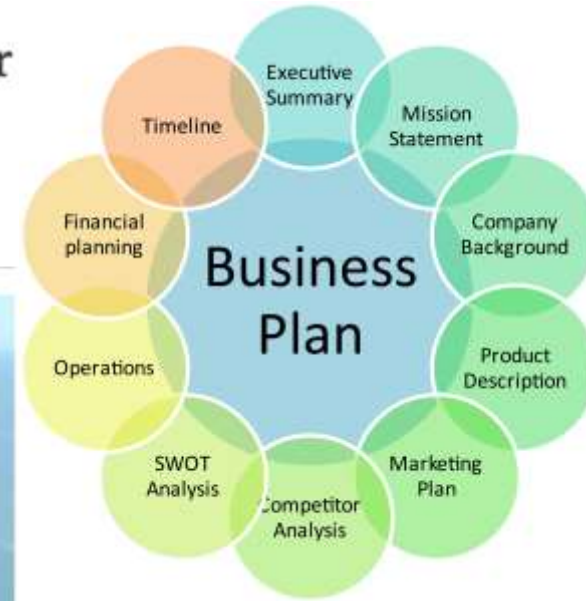 r
Executive
Summary
Mission
Statement
Company
Background
Product
Description
Marketing
Plan
Competitor
Analysis
SWOT
Analysis
Operations
Financial
planning
Timeline
Business
Plan